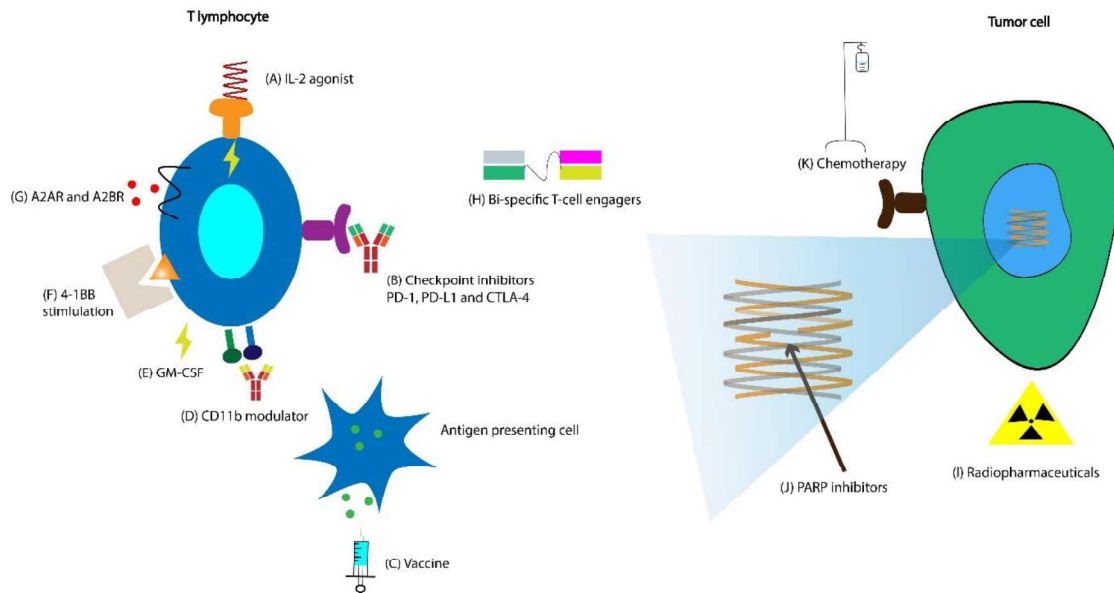 T lymphocyte
Tumor cell
(A) IL-2 agonist
(K) Chemotherapy
(G) A2AR and A2BR
(H) Bi-specific T-cell engagers
(B) Checkpoint inhibitors
PD-1, PD-L1 and CTLA-4
(F) 4-1BB
stimlulation
(E) GM-CSF
(D) CD11b modulator
Antigen presenting cell
(I) Radiopharmaceuticals
(J) PARP inhibitors
(C) Vaccine